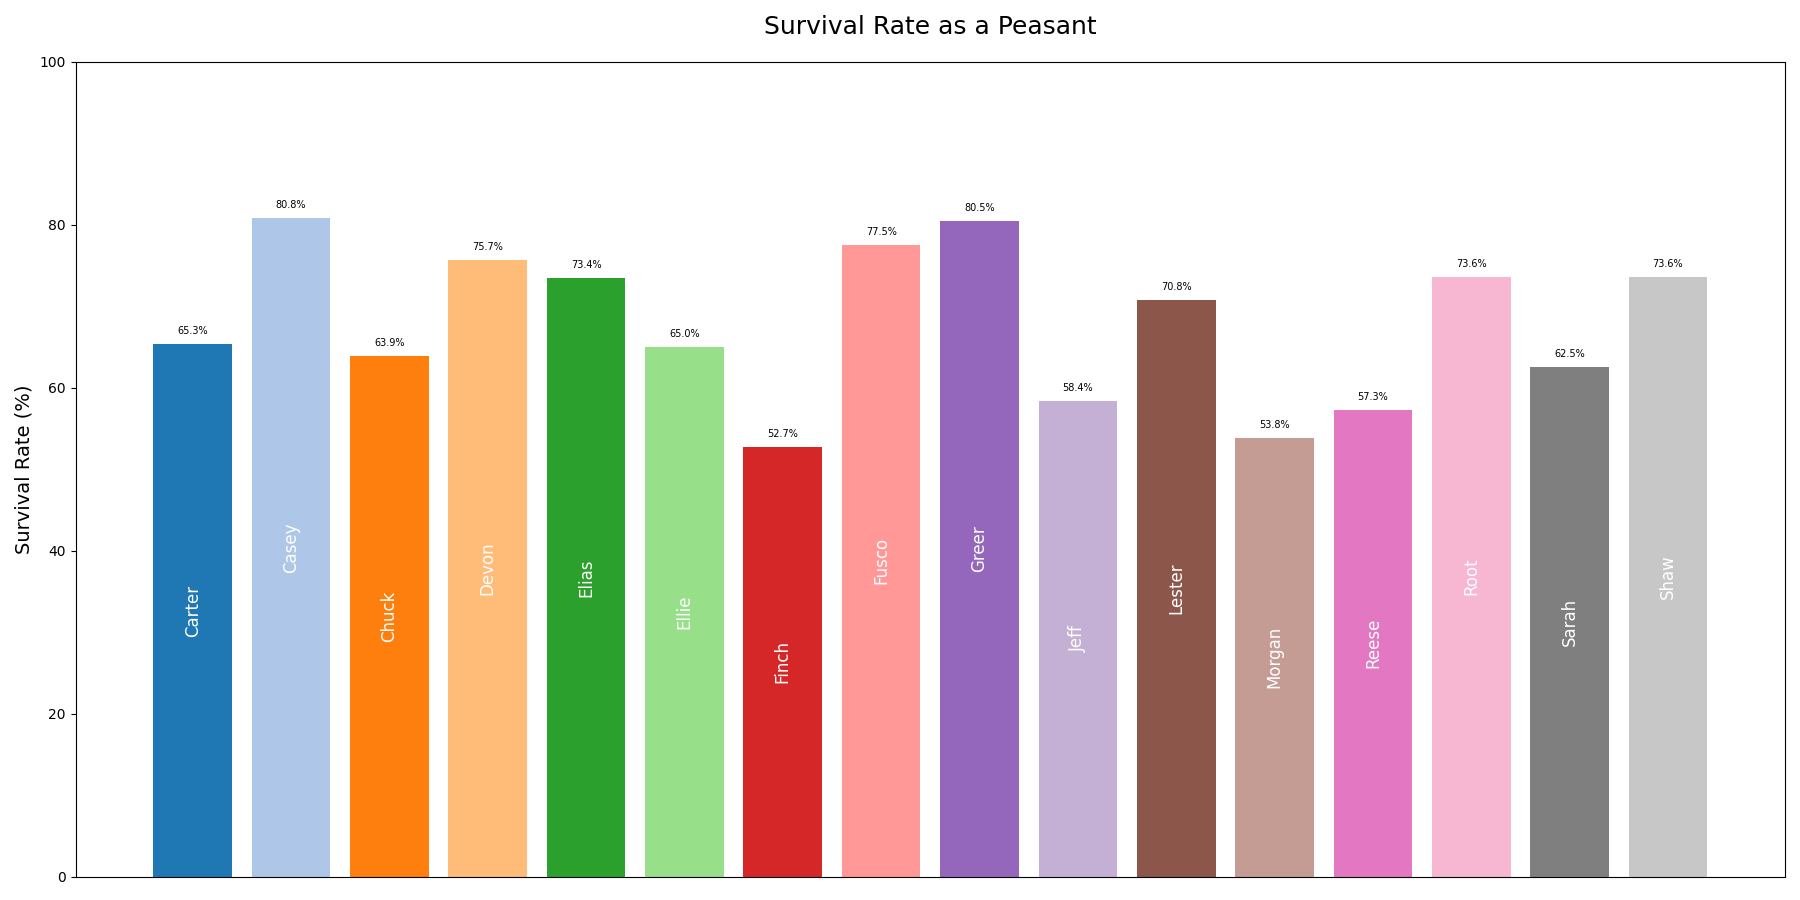 Survival Rate as a Peasant
Survival Rate (%)
100
80
60
40
20
0
65.3%
80.8%
63.9%
75.7%
73.4%
65.0%
52.7%
77.5%
80.5%
58.4%
70.8%
53.8%
57.3%
73.6%
62.5%
73.6%
Carter
Casey
Chuck
Devon
Elias
Ellie
Finch
Fusco
Greer
Jeff
Lester
Morgan
Reese
Root
Sarah
Shaw